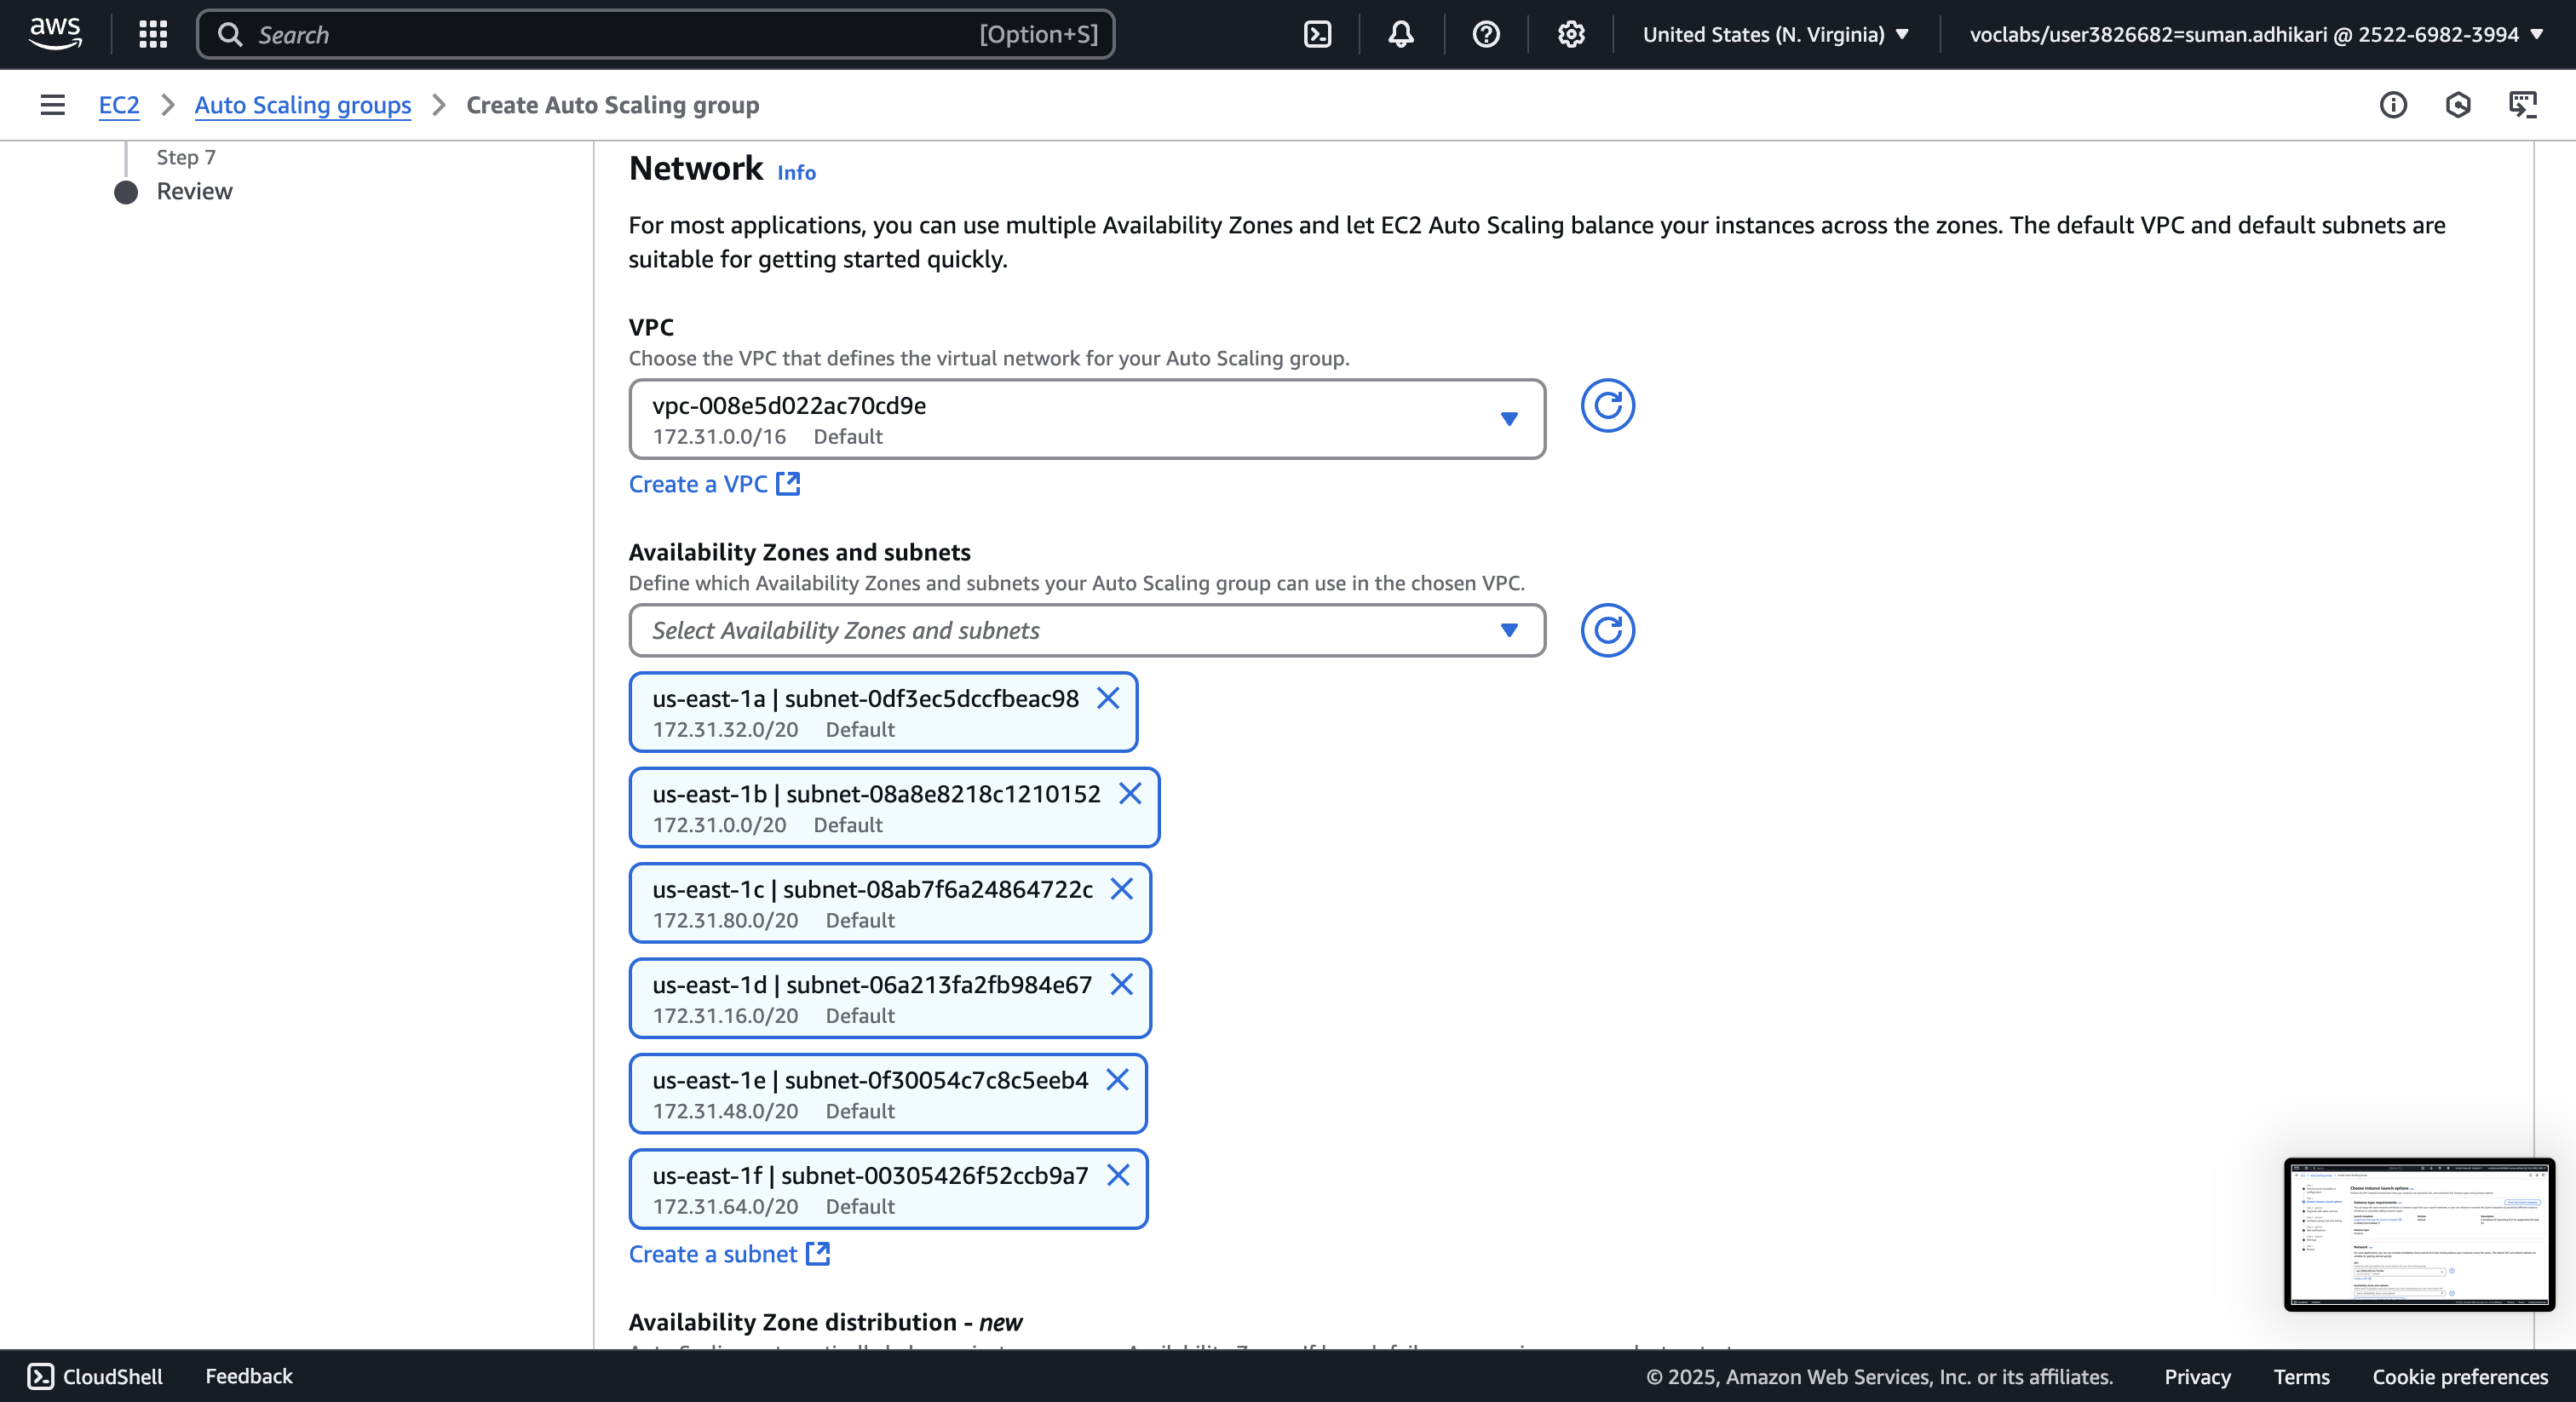 aws
Search [Option+S]
United States (N. Virginia)
voclabs/user3826682=suman.adhikari @ 2522-6982-3994
EC2
Auto Scaling groups
Create Auto Scaling group
Step 7
Review
Network Info
For most applications, you can use multiple Availability Zones and let EC2 Auto Scaling balance your instances across the zones. The default VPC and default subnets are
suitable for getting started quickly.
VPC
Choose the VPC that defines the virtual network for your Auto Scaling group.
vpc-008e5d022ac70cd9e
172.31.0.0/16 Default
Create a VPC
Availability Zones and subnets
Define which Availability Zones and subnets your Auto Scaling group can use in the chosen VPC.
Select Availability Zones and subnets
us-east-1a | subnet-0df3ec5dccfbeac98
172.31.32.0/20 Default
us-east-1b | subnet-08a8e8218c1210152
172.31.0.0/20 Default
us-east-1c | subnet-08ab7f6a24864722c
172.31.80.0/20 Default
us-east-1d | subnet-06a213fa2fb984e67
172.31.16.0/20 Default
us-east-1e | subnet-0f30054c7c8c5eeb4
172.31.48.0/20 Default
us-east-1f | subnet-00305426f52ccb9a7
172.31.64.0/20 Default
Create a subnet
Availability Zone distribution - new
CloudShell
Feedback
© 2025, Amazon Web Services, Inc. or its affiliates.
Privacy
Terms
Cookie preferences